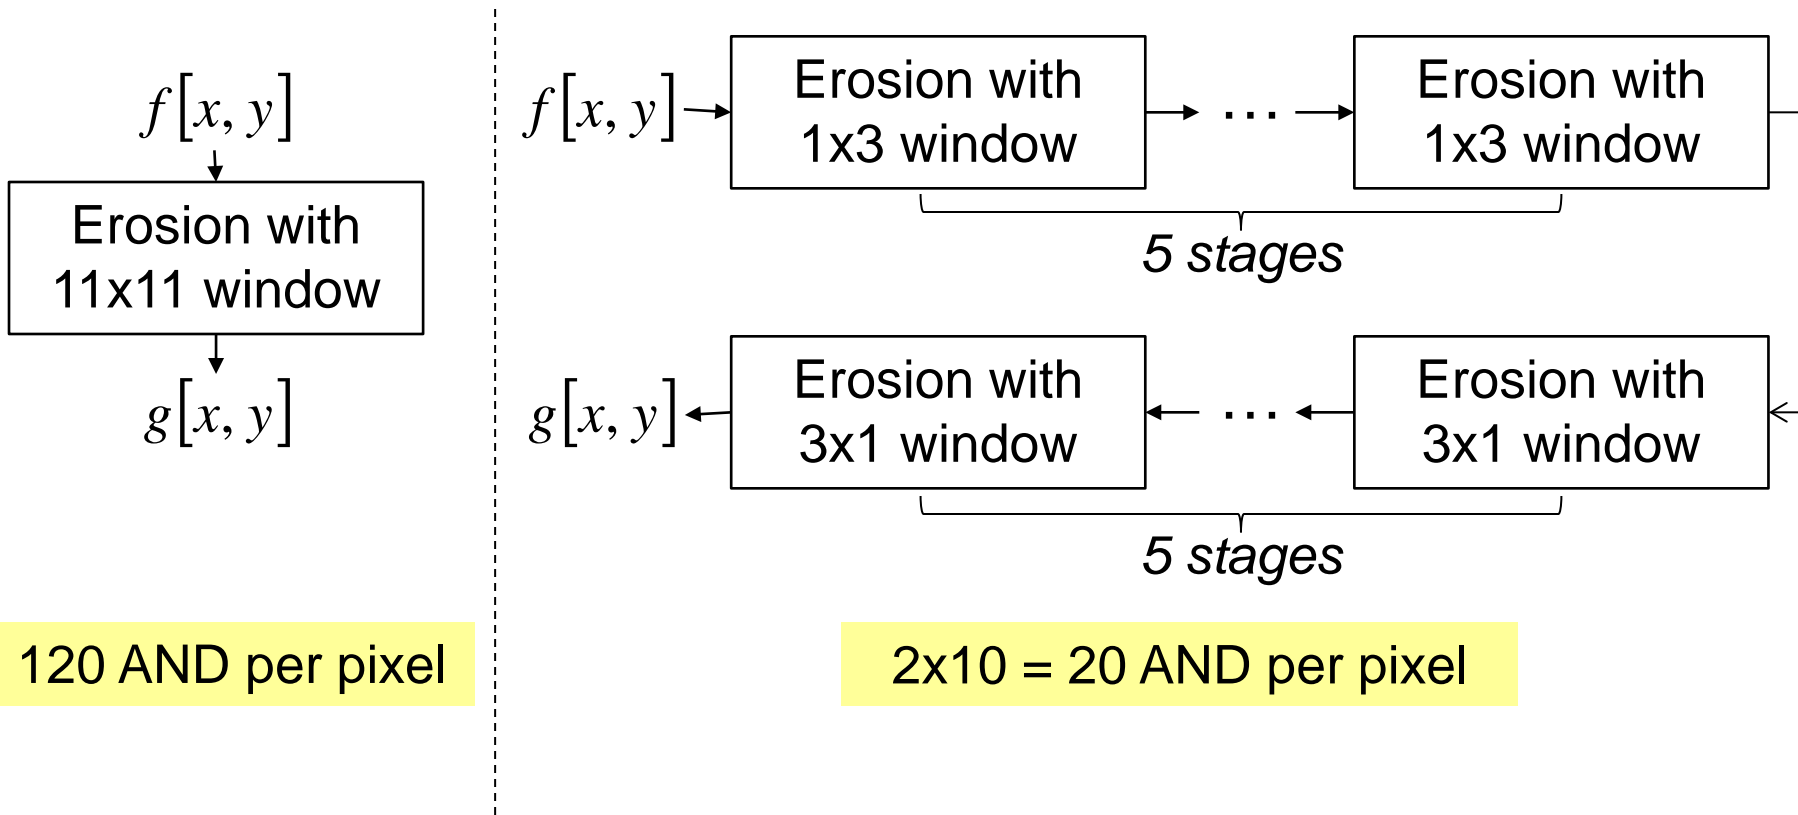 f[x, y]
Erosion with
11x11 window
g[x, y]
120 AND per pixel
f[x, y]
Erosion with
1x3 window
...
Erosion with
1x3 window
5 stages
g[x, y]
Erosion with
3x1 window
...
Erosion with
3x1 window
5 stages
2x10 = 20 AND per pixel